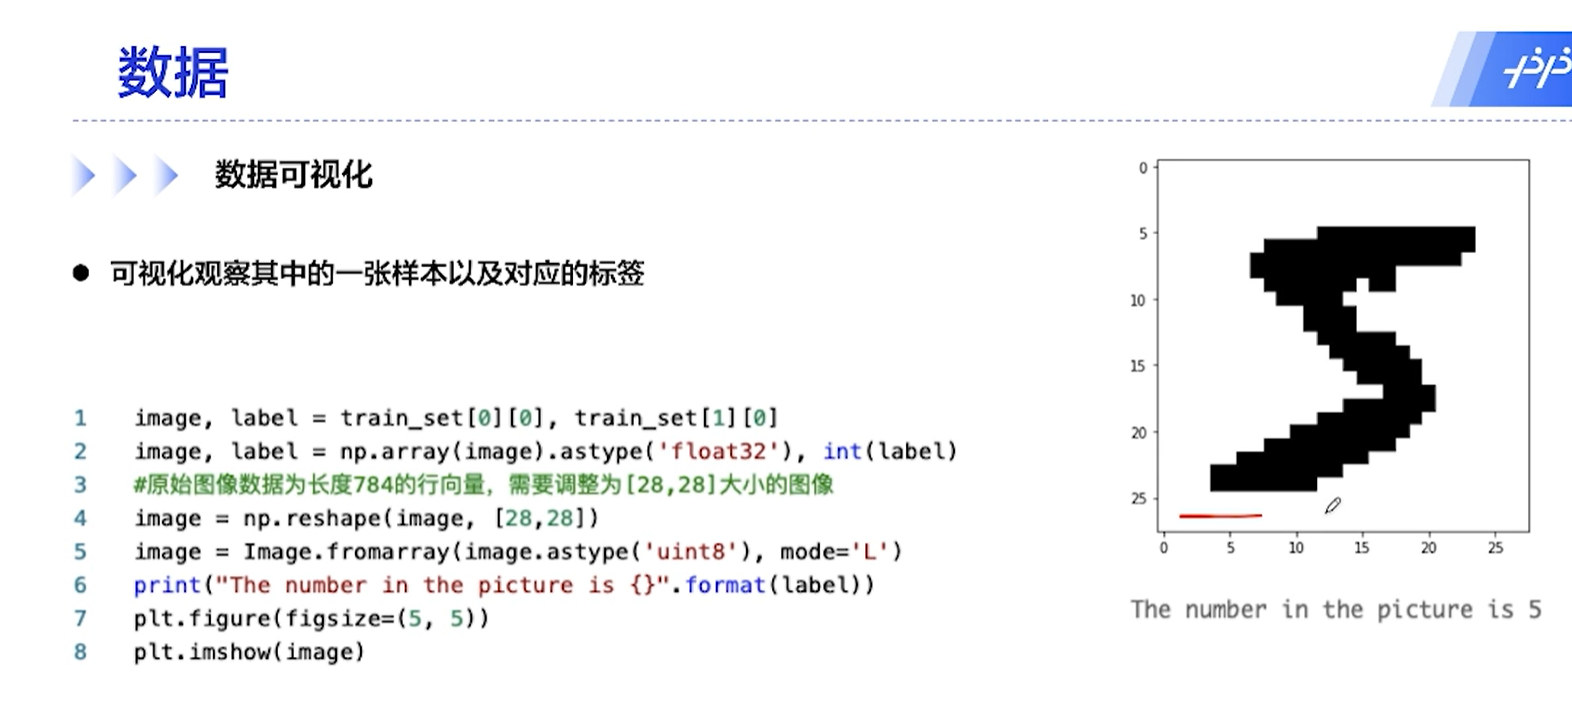 数据
数据可视化
● 可视化观察其中的一张样本以及对应的标签
1 image, label = train_set[0][0], train_set[1][0]
2 image, label = np.array(image).astype('float32'), int(label)
3 #原始图像数据为长度784的行向量，需要调整为[28,28]大小的图像
4 image = np.reshape(image, [28,28])
5 image = Image.fromarray(image.astype('uint8'), mode='L')
6 print("The number in the picture is {}".format(label))
7 plt.figure(figsize=(5, 5))
8 plt.imshow(image)
0
5
10
15
20
25
0 5 10 15 20 25
The number in the picture is 5